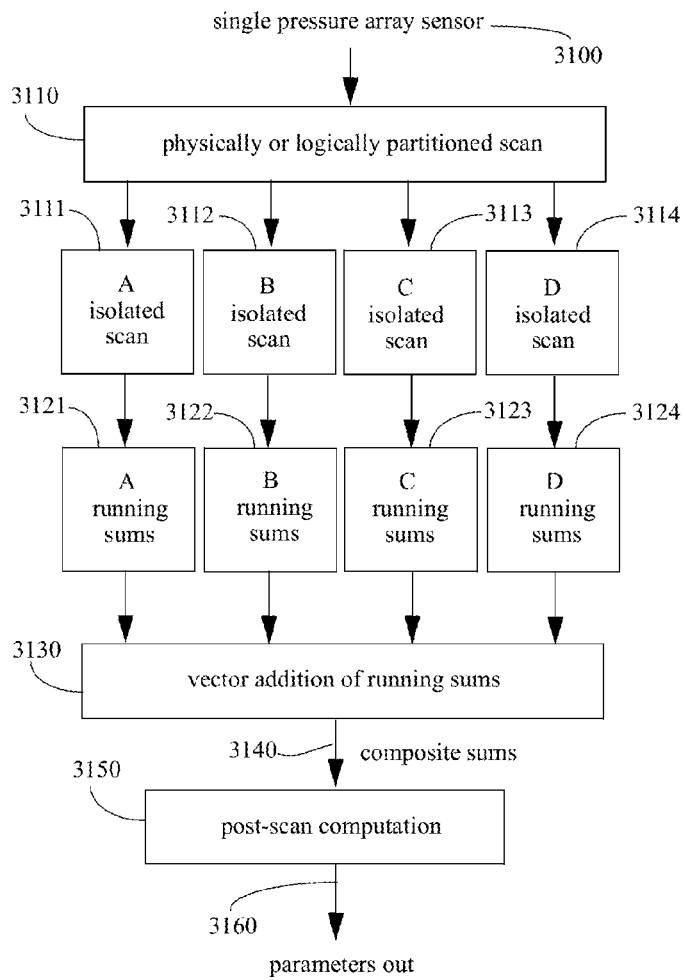 single pressure array sensor
3100
3110
physically or logically partitioned scan
3111
3112
3113
3114
A
isolated
scan
B
isolated
scan
C
isolated
scan
D
isolated
scan
3121
3122
3123
3124
A
running
sums
B
running
sums
C
running
sums
D
running
sums
3130
vector addition of running sums
3140
composite sums
3150
post-scan computation
3160
parameters out